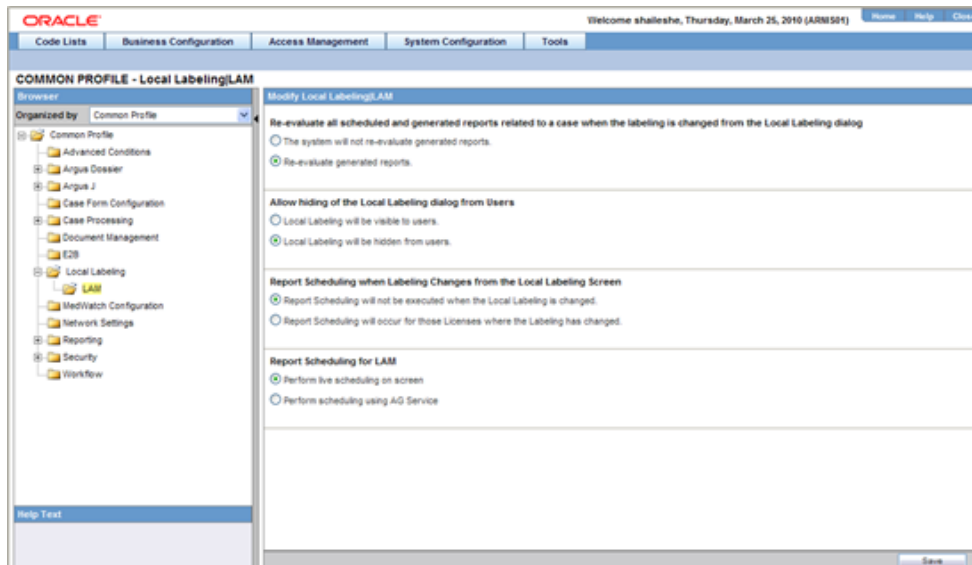 ORACLE
Welcome shaileshe, Thursday, March 25, 2010 (ARNIS01)
Home Help Clos
Code Lists Business Configuration Access Management System Configuration Tools
COMMON PROFILE - Local Labeling|LAM
Browser
Organized by Common Profile
Common Profile
Advanced Conditions
Argus Dossier
Argus J
Case Form Configuration
Case Processing
Document Management
E2B
Local Labeling
LAM
MedWatch Configuration
Network Settings
Reporting
Security
Workflow
Help Text
Modify Local Labeling|LAM
Re-evaluate all scheduled and generated reports related to a case when the labeling is changed from the Local Labeling dialog
The system will not re-evaluate generated reports.
Re-evaluate generated reports.
Allow hiding of the Local Labeling dialog from Users
Local Labeling will be visible to users.
Local Labeling will be hidden from users.
Report Scheduling when Labeling Changes from the Local Labeling Screen
Report Scheduling will not be executed when the Local Labeling is changed.
Report Scheduling will occur for those Licenses where the Labeling has changed.
Report Scheduling for LAM
Perform live scheduling on screen
Perform scheduling using AG Service
Save